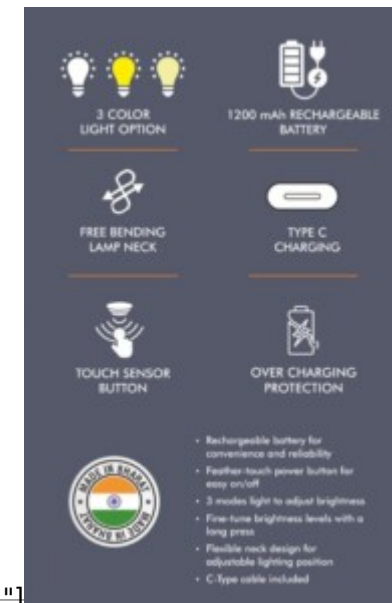 3 COLOR
LIGHT OPTION
1200 mAh RECHARGEABLE
BATTERY
FREE BENDING
LAMP NECK
TYPE C
CHARGING
TOUCH SENSOR
BUTTON
OVER CHARGING
PROTECTION
MADE IN BHARAT
MADE IN BHARAT
• Rechargeable battery for
convenience and reliability
• Feather-touch power button for
easy on/off
• 3 modes light to adjust brightness
• Fine-tune brightness levels with a
long press
• Flexible neck design for
adjustable lighting position
• C-Type cable included
"]